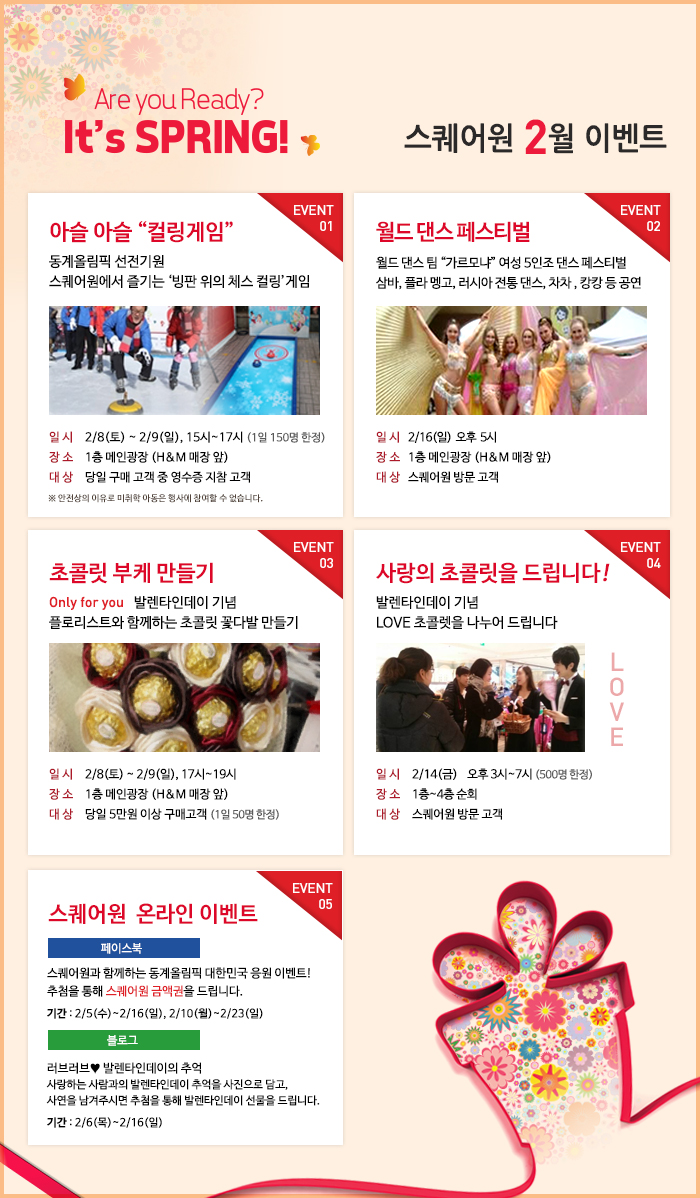 Are you Ready?
It's SPRING!
스퀘어원 2월 이벤트
EVENT
01
아슬 아슬 “컬링게임”
동계올림픽 선전기원
스퀘어원에서 즐기는 ‘빙판 위의 체스 컬링’게임
일 시 2/8(토) ~ 2/9(일), 15시~17시 (1일 150명 한정)
장 소 1층 메인광장 (H&M 매장 앞)
대 상 당일 구매 고객 중 영수증 지참 고객
※ 안전상의 이유로 미취학 아동은 행사에 참여할 수 없습니다.
EVENT
02
월드 댄스 페스티벌
월드 댄스 팀 “가르모냐” 여성 5인조 댄스 페스티벌
삼바, 플라 멩고, 러시아 전통 댄스, 차차 , 캉캉 등 공연
일 시 2/16(일) 오후 5시
장 소 1층 메인광장 (H&M 매장 앞)
대 상 스퀘어원 방문 고객
EVENT
03
초콜릿 부케 만들기
Only for you 발렌타인데이 기념
플로리스트와 함께하는 초콜릿 꽃다발 만들기
일 시 2/8(토) ~ 2/9(일), 17시~19시
장 소 1층 메인광장 (H&M 매장 앞)
대 상 당일 5만원 이상 구매고객 (1일 50명 한정)
EVENT
04
사랑의 초콜릿을 드립니다!
발렌타인데이 기념
LOVE 초콜렛을 나누어 드립니다
LOVE
일 시 2/14(금) 오후 3시~7시 (500명 한정)
장 소 1층~4층 순회
대 상 스퀘어원 방문 고객
EVENT
05
스퀘어원 온라인 이벤트
페이스북
스퀘어원과 함께하는 동계올림픽 대한민국 응원 이벤트!
추첨을 통해 스퀘어원 금액권을 드립니다.
기간 : 2/5(수)~2/16(일), 2/10(월)~2/23(일)
블로그
러브러브♥ 발렌타인데이의 추억
사랑하는 사람과의 발렌타인데이 추억을 사진으로 담고,
사연을 남겨주시면 추첨을 통해 발렌타인데이 선물을 드립니다.
기간 : 2/6(목)~2/16(일)